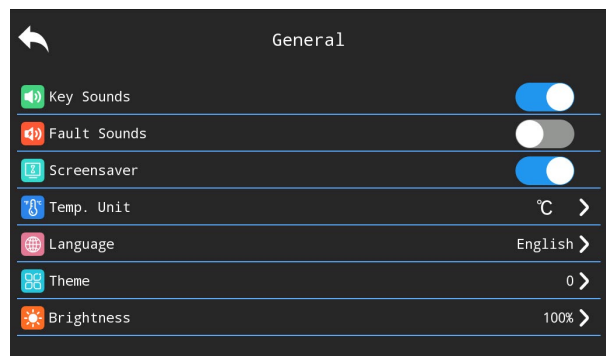 General
Key Sounds
Fault Sounds
Screensaver
Temp. Unit ℃
Language English
Theme 0
Brightness 100%